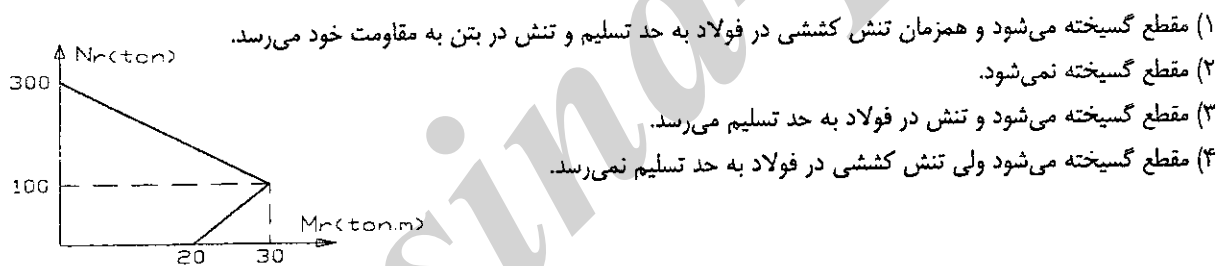 ۱) مقطع گسیخته می‌شود و همزمان تنش کششی در فولاد به حد تسلیم و تنش در بتن به مقاومت خود می‌رسد.
۲) مقطع گسیخته نمی‌شود.
۳) مقطع گسیخته می‌شود و تنش در فولاد به حد تسلیم می‌رسد.
۴) مقطع گسیخته می‌شود ولی تنش کششی در فولاد به حد تسلیم نمی‌رسد.
Nr(ton)
300
100
Mr(ton.m)
20 30